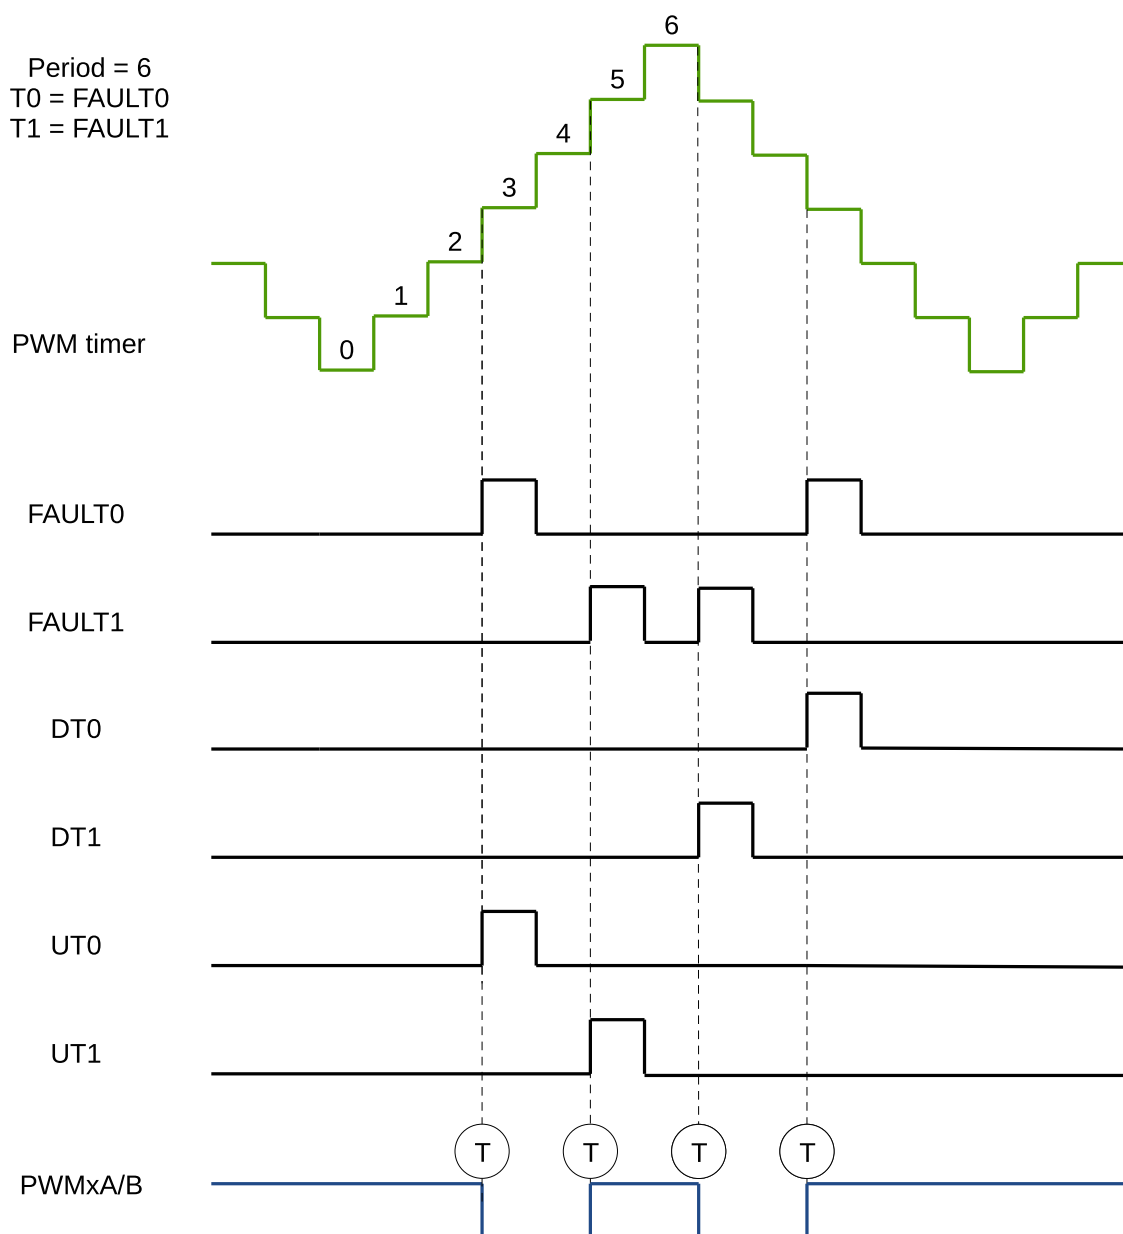 6
Period = 6
T0 = FAULT0
T1 = FAULT1
5
4
3
2
1
0
PWM timer
FAULT0
FAULT1
DT0
DT1
UT0
UT1
T T T T
PWMxA/B